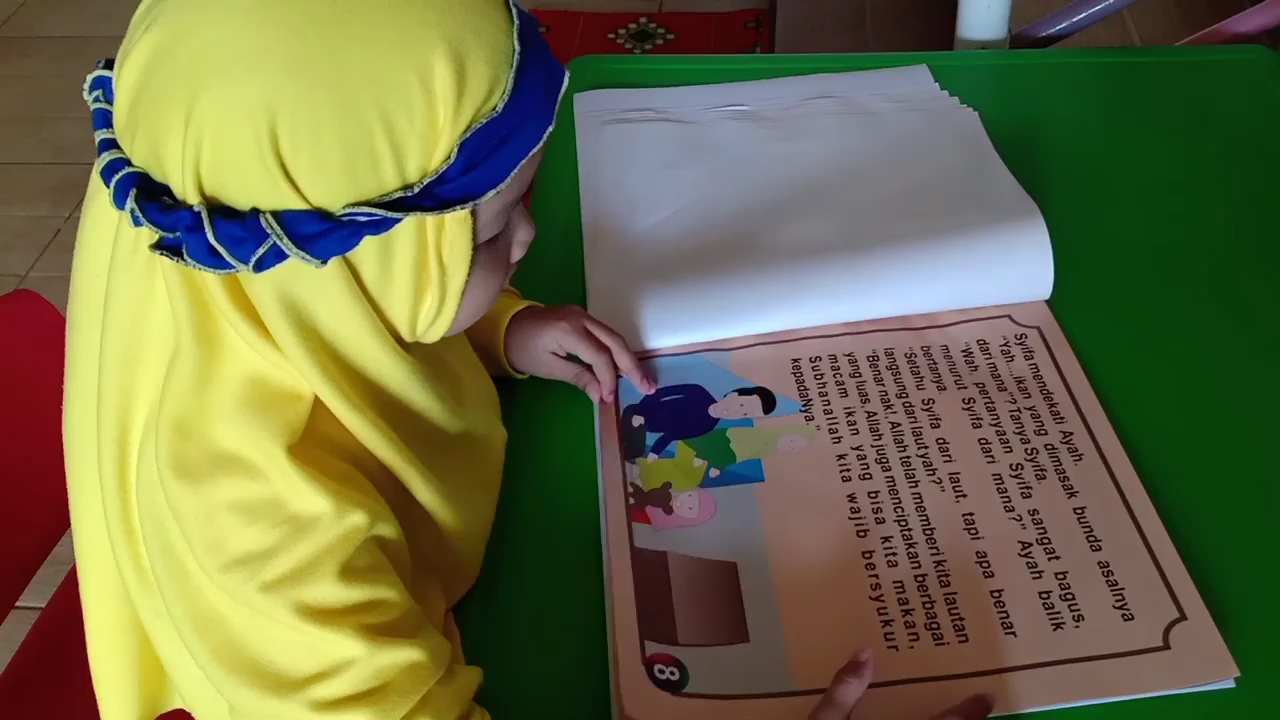 Syifa mendekati Ayah.
"Yah....ikan yang dimasak bunda asalnya
dari mana"? Tanya Syifa.
"Wah, pertanyaan Syifa sangat bagus,
menurut Syifa dari mana?" Ayah balik
bertanya.
"Setahu Syifa dari laut, tapi apa benar
langsung dari laut yah?"
"Benar nak!, Allah telah memberi kita lautan
yang luas, Allah juga menciptakan berbagai
macam ikan yang bisa kita makan,
Subhanallah kita wajib bersyukur
kepadaNya."
8